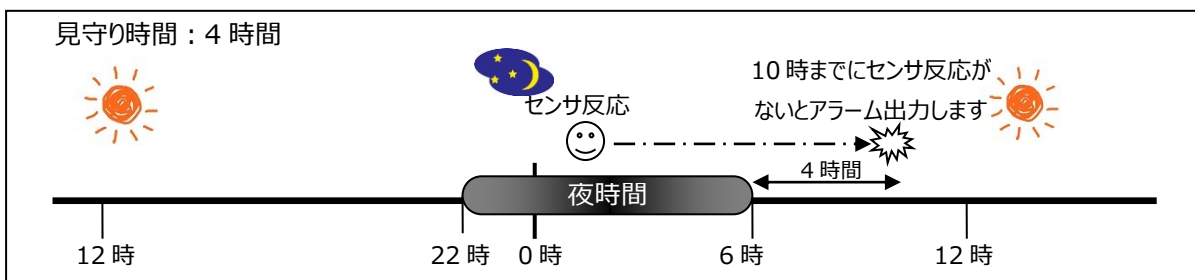 見守り時間：4 時間
10 時までにセンサ反応が
ないとアラーム出力します
センサ反応
4 時間
夜時間
12 時
22 時
0 時
6 時
12 時